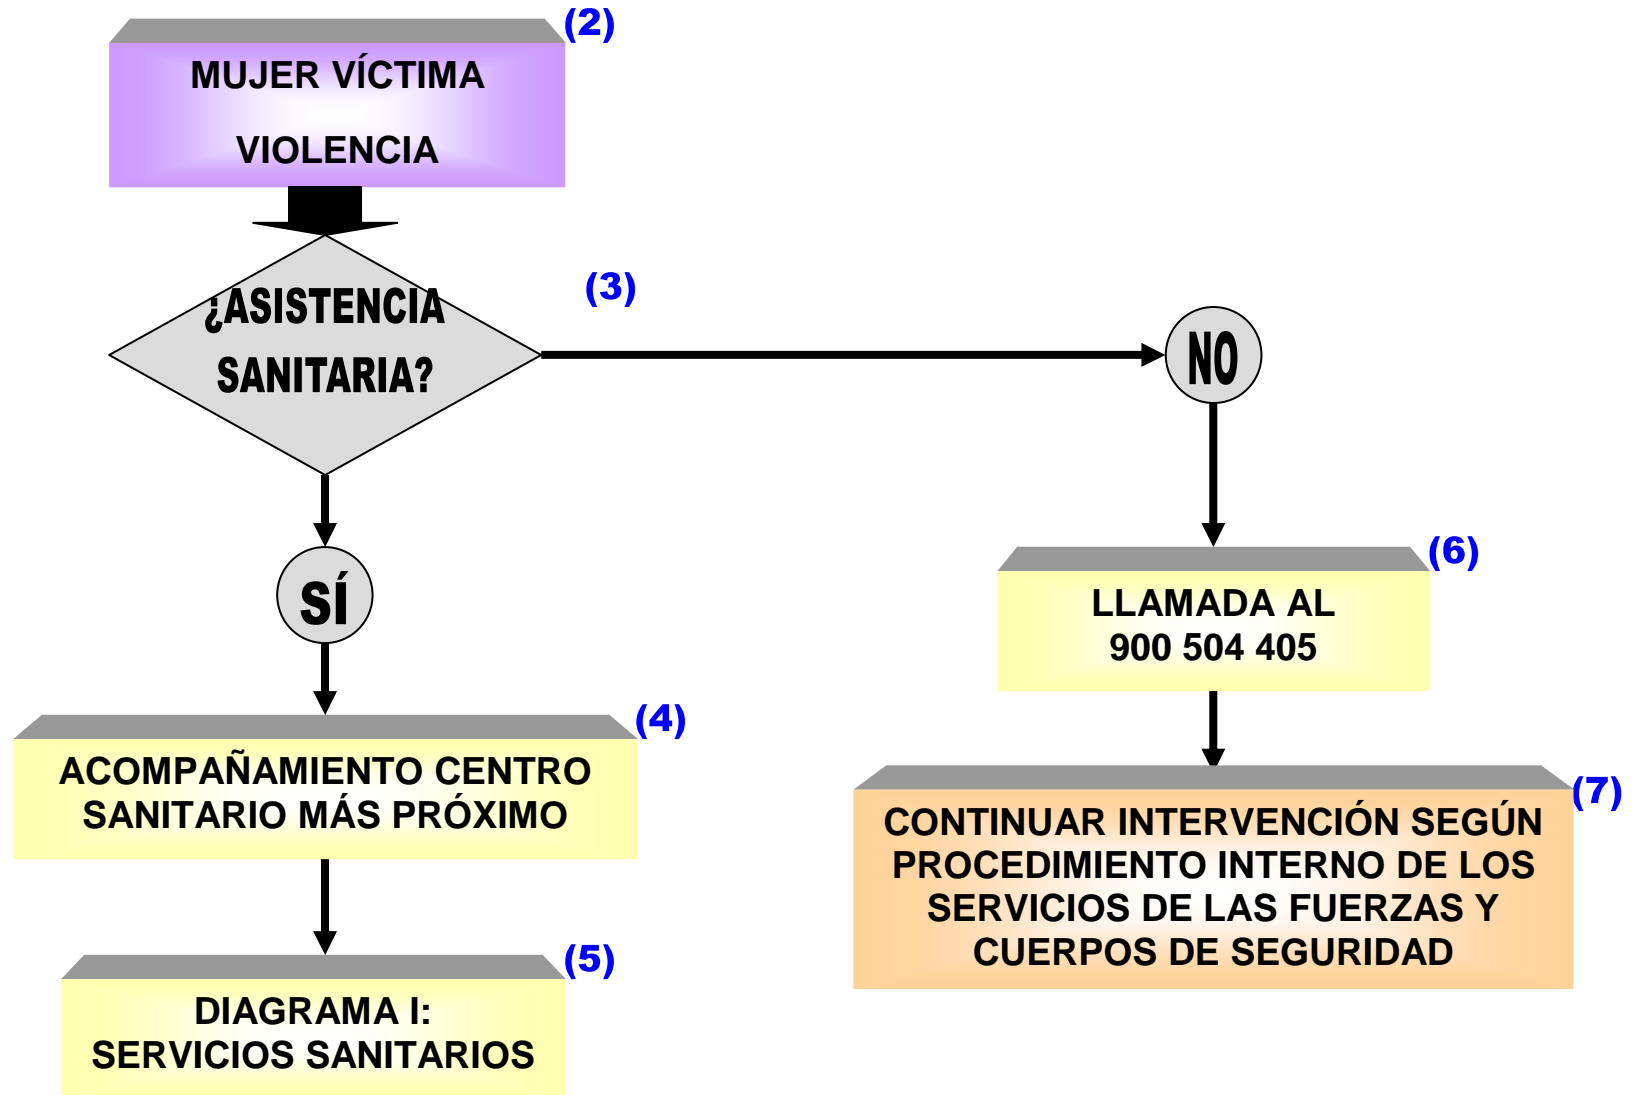 (2)
MUJER VÍCTIMA
VIOLENCIA
(3)
¿ASISTENCIA
SANITARIA?
NO
SÍ
(6)
LLAMADA AL
900 504 405
(4)
ACOMPAÑAMIENTO CENTRO
SANITARIO MÁS PRÓXIMO
(7)
CONTINUAR INTERVENCIÓN SEGÚN
PROCEDIMIENTO INTERNO DE LOS
SERVICIOS DE LAS FUERZAS Y
CUERPOS DE SEGURIDAD
(5)
DIAGRAMA I:
SERVICIOS SANITARIOS